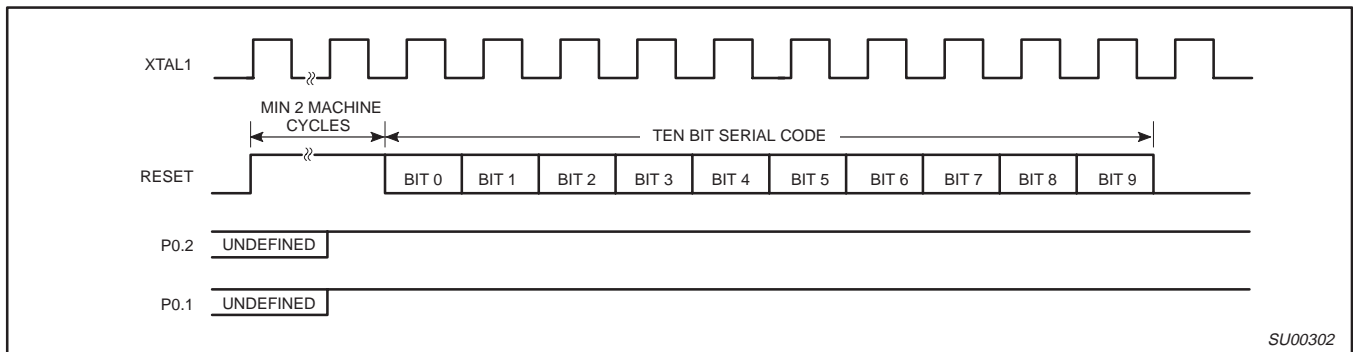 XTAL1
MIN 2 MACHINE
CYCLES
TEN BIT SERIAL CODE
RESET
BIT 0 BIT 1 BIT 2 BIT 3 BIT 4 BIT 5 BIT 6 BIT 7 BIT 8 BIT 9
P0.2 UNDEFINED
P0.1 UNDEFINED
SU00302